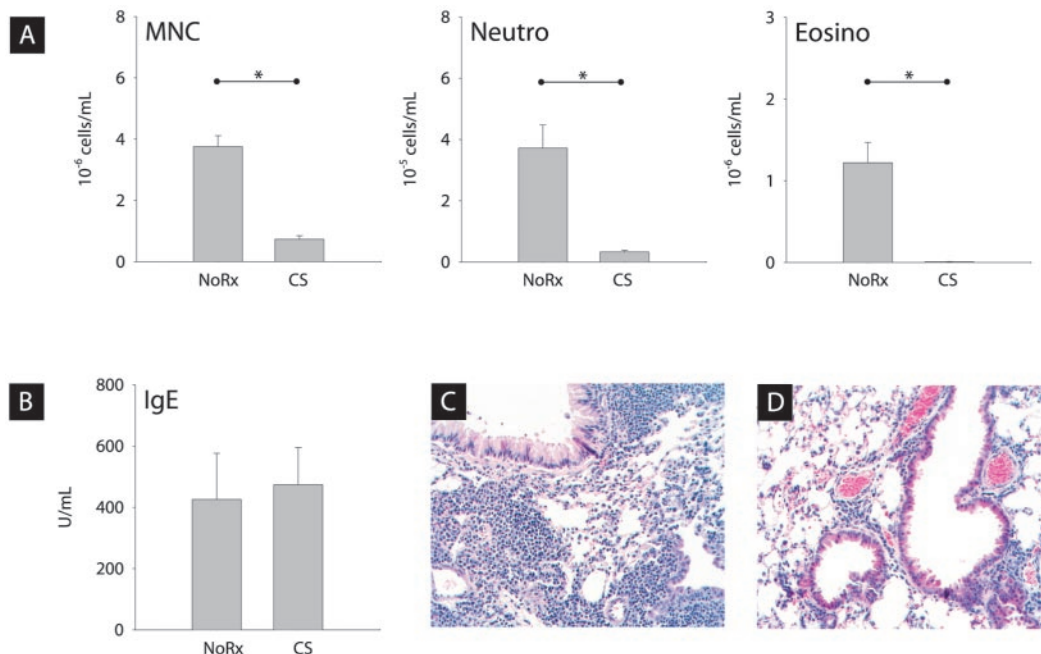 A
MNC
10⁻⁶ cells/mL
8
6
4
2
0
*
NoRx
CS
Neutro
10⁻⁵ cells/mL
8
6
4
2
0
*
NoRx
CS
Eosino
10⁻⁶ cells/mL
3
2
1
0
*
NoRx
CS
B
IgE
U/mL
800
600
400
200
0
NoRx
CS
C
D